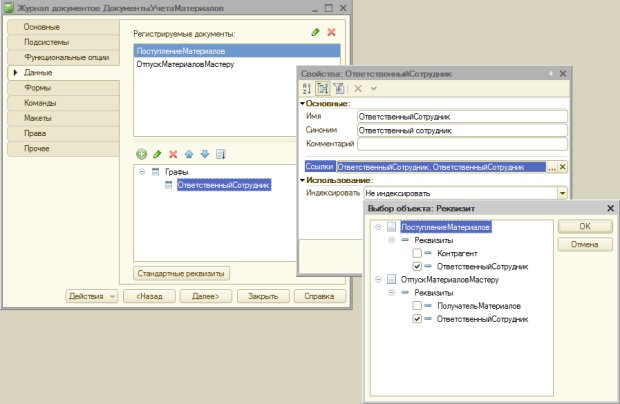 Журнал документов ДокументыУчетаМатериалов
Основные
Подсистемы
Функциональные опции
Данные
Формы
Команды
Макеты
Права
Прочее
Регистрируемые документы:
ПоступлениеМатериалов
ОтпускМатериаловМастеру
Графы
ОтветственныйСотрудник
Стандартные реквизиты
Действия
<Назад
Далее>
Закрыть
Справка
Свойства: ОтветственныйСотрудник
Основные:
Имя ОтветственныйСотрудник
Синоним Ответственный сотрудник
Комментарий
Ссылки ОтветственныйСотрудник, ОтветственныйСотрудник ...
Использование:
Индексировать Не индексировать
Выбор объекта: Реквизит
ПоступлениеМатериалов
Реквизиты
Контрагент
ОтветственныйСотрудник
ОтпускМатериаловМастеру
Реквизиты
ПолучательМатериалов
ОтветственныйСотрудник
OK
Отмена